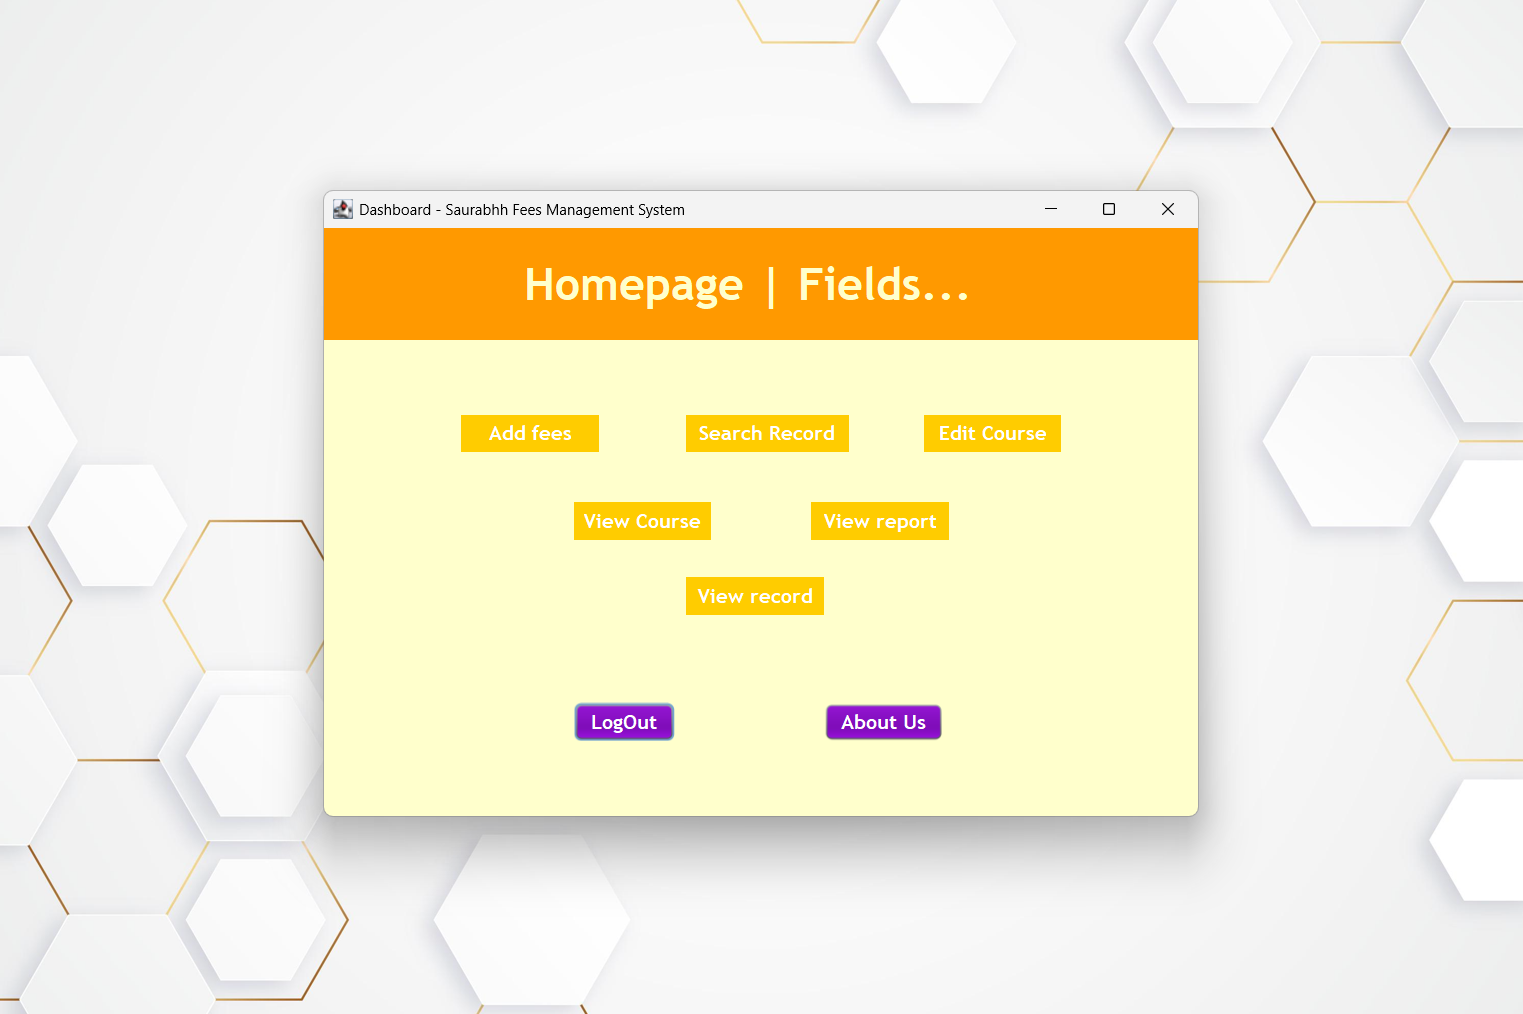 Dashboard - Saurabhh Fees Management System
Homepage | Fields...
Add fees
Search Record
Edit Course
View Course
View report
View record
LogOut
About Us